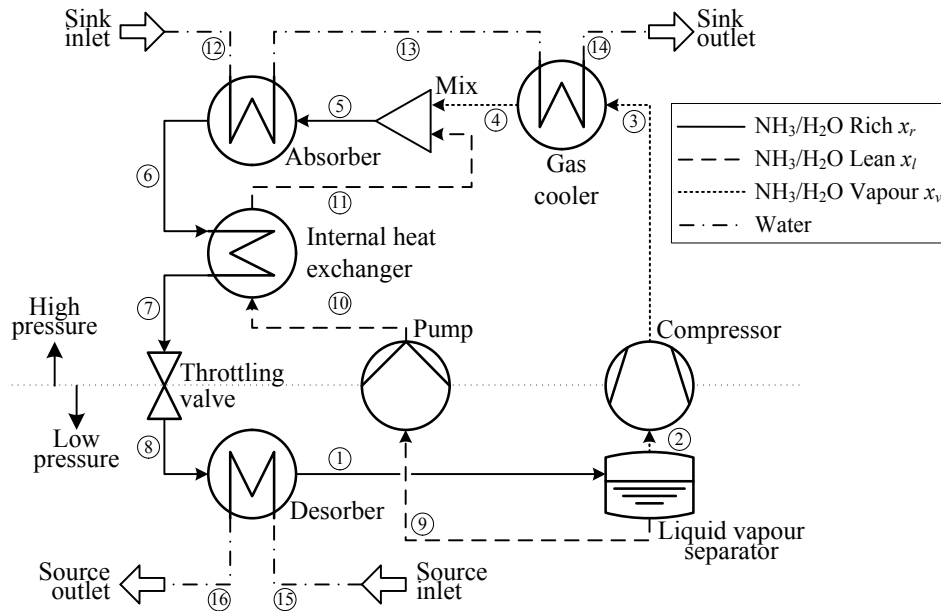 Sink
inlet
⑫
⑬
⑭
Sink
outlet
Mix
⑤
④
③
Absorber
Gas
cooler
NH₃/H₂O Rich xᵣ
NH₃/H₂O Lean xₗ
NH₃/H₂O Vapour xᵥ
Water
⑥
⑪
Internal heat
exchanger
⑦
⑩
High
pressure
Pump
Compressor
Throttling
valve
Low
pressure
⑧
①
②
Desorber
⑨
Liquid vapour
separator
Source
outlet
⑯
⑮
Source
inlet